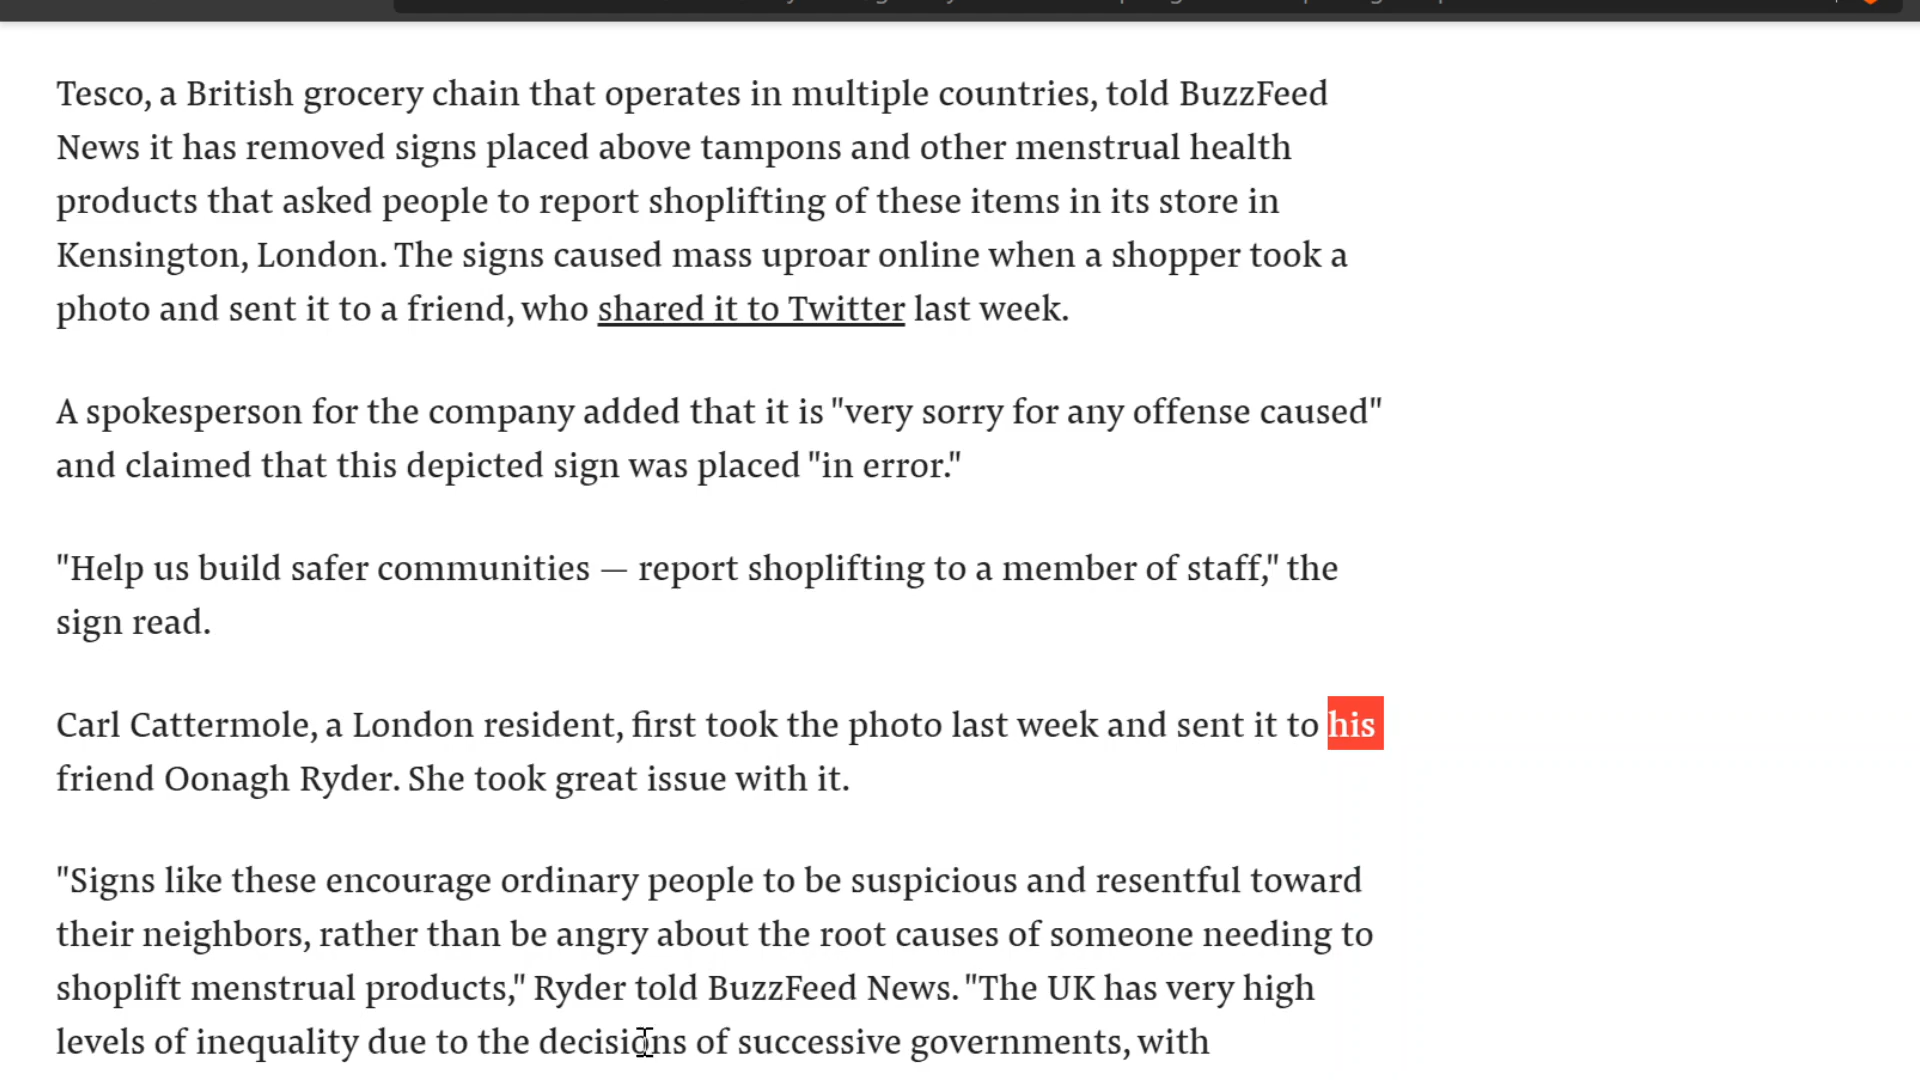 Tesco, a British grocery chain that operates in multiple countries, told BuzzFeed
News it has removed signs placed above tampons and other menstrual health
products that asked people to report shoplifting of these items in its store in
Kensington, London. The signs caused mass uproar online when a shopper took a
photo and sent it to a friend, who shared it to Twitter last week.
A spokesperson for the company added that it is "very sorry for any offense caused"
and claimed that this depicted sign was placed "in error."
"Help us build safer communities — report shoplifting to a member of staff," the
sign read.
Carl Cattermole, a London resident, first took the photo last week and sent it to his
friend Oonagh Ryder. She took great issue with it.
"Signs like these encourage ordinary people to be suspicious and resentful toward
their neighbors, rather than be angry about the root causes of someone needing to
shoplift menstrual products," Ryder told BuzzFeed News. "The UK has very high
levels of inequality due to the decisions of successive governments, with